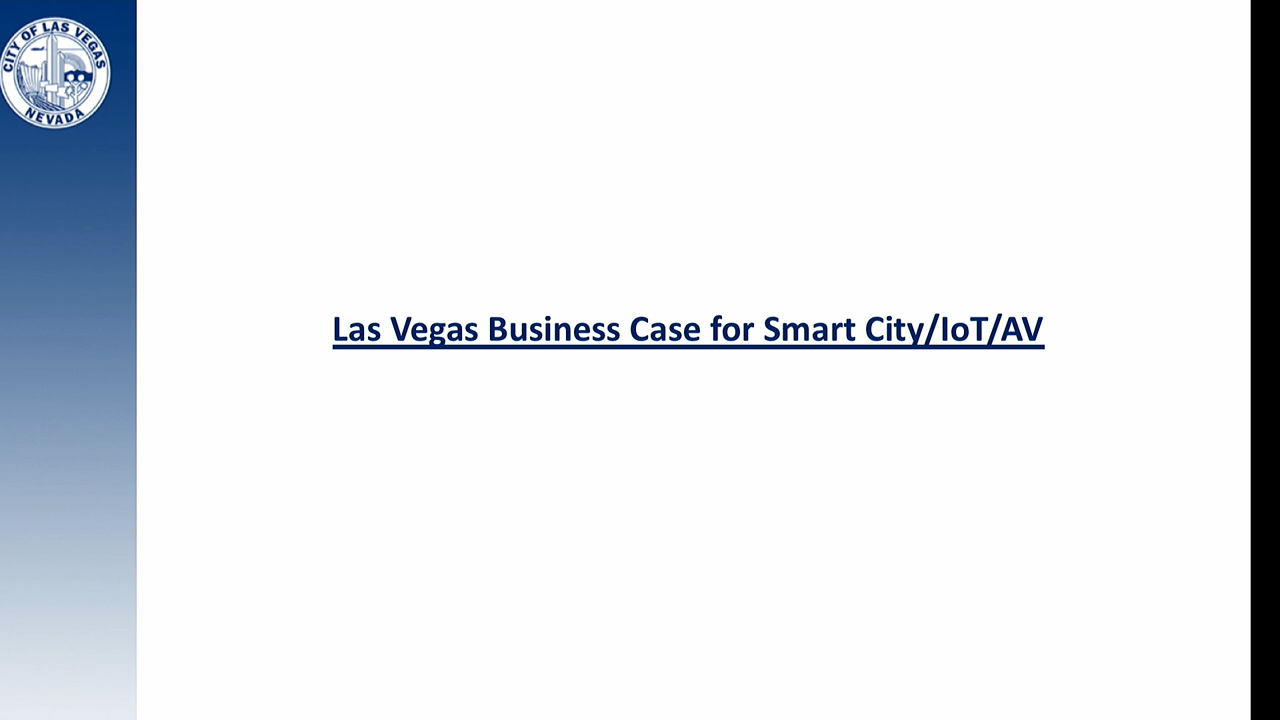 CITY OF LAS VEGAS
NEVADA
Las Vegas Business Case for Smart City/IoT/AV